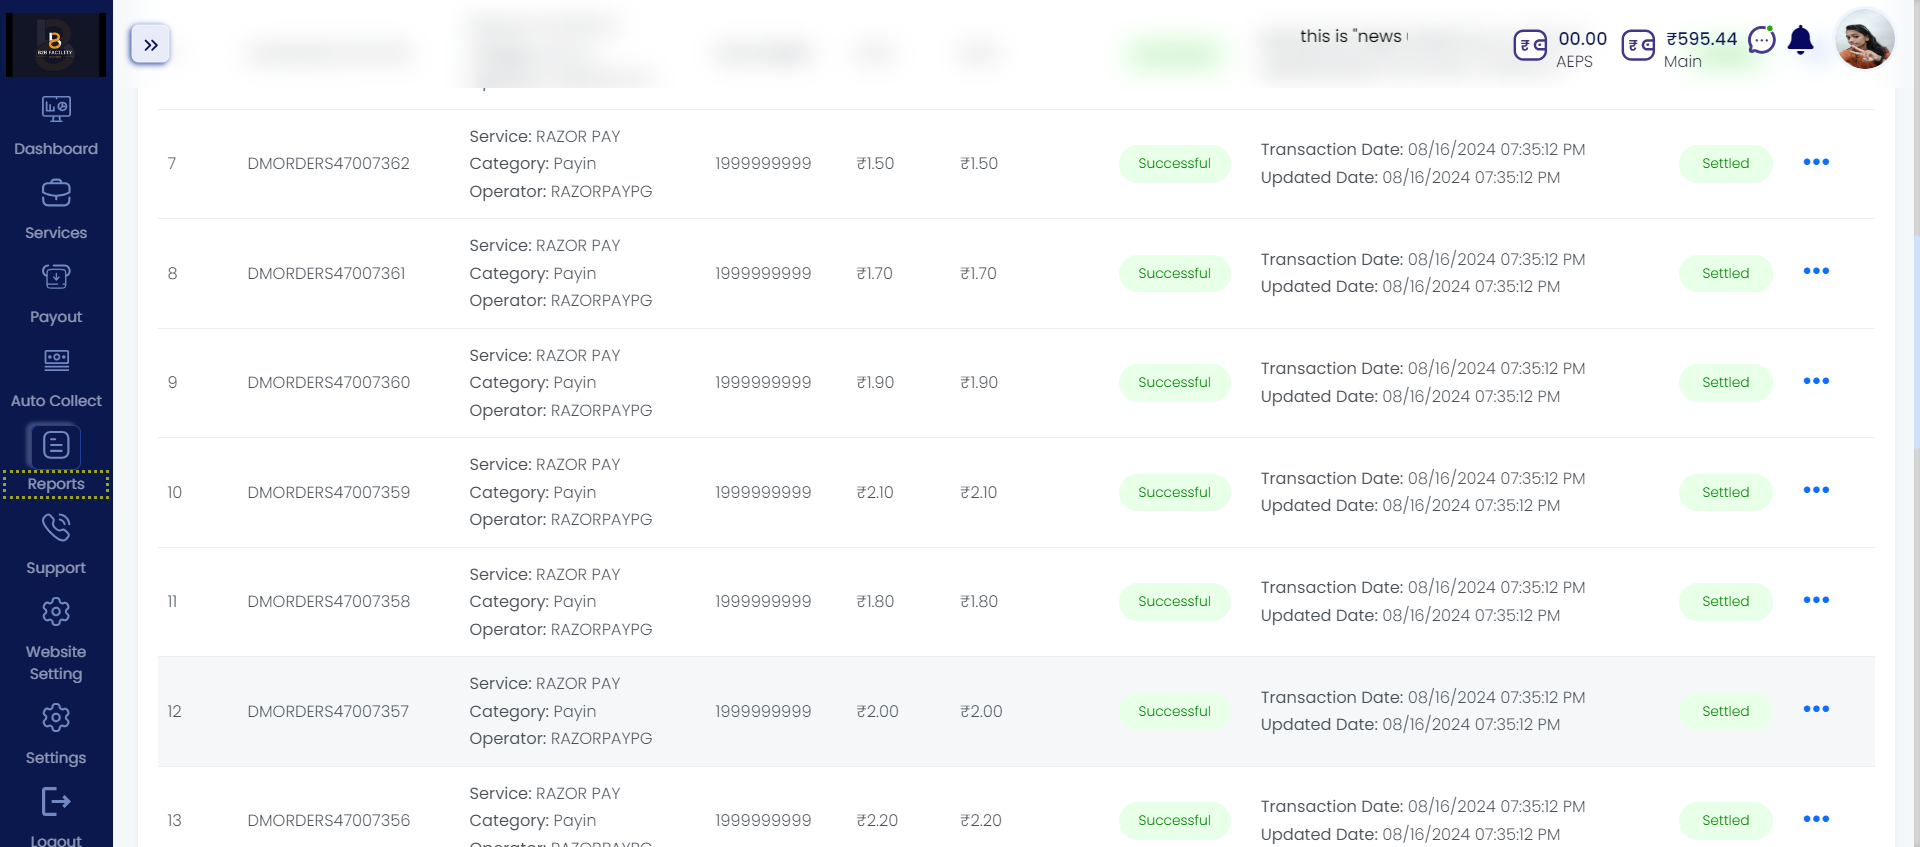 B2B FACILITY
this is "news
00.00
AEPS
₹595.44
Main
Dashboard
Services
Payout
Auto Collect
Reports
Support
Website
Setting
Settings
Logout
7 DMORDERS47007362 Service: RAZOR PAY Category: Payin Operator: RAZORPAYPG 1999999999 ₹1.50 ₹1.50 Successful Transaction Date: 08/16/2024 07:35:12 PM Updated Date: 08/16/2024 07:35:12 PM Settled
8 DMORDERS47007361 Service: RAZOR PAY Category: Payin Operator: RAZORPAYPG 1999999999 ₹1.70 ₹1.70 Successful Transaction Date: 08/16/2024 07:35:12 PM Updated Date: 08/16/2024 07:35:12 PM Settled
9 DMORDERS47007360 Service: RAZOR PAY Category: Payin Operator: RAZORPAYPG 1999999999 ₹1.90 ₹1.90 Successful Transaction Date: 08/16/2024 07:35:12 PM Updated Date: 08/16/2024 07:35:12 PM Settled
10 DMORDERS47007359 Service: RAZOR PAY Category: Payin Operator: RAZORPAYPG 1999999999 ₹2.10 ₹2.10 Successful Transaction Date: 08/16/2024 07:35:12 PM Updated Date: 08/16/2024 07:35:12 PM Settled
11 DMORDERS47007358 Service: RAZOR PAY Category: Payin Operator: RAZORPAYPG 1999999999 ₹1.80 ₹1.80 Successful Transaction Date: 08/16/2024 07:35:12 PM Updated Date: 08/16/2024 07:35:12 PM Settled
12 DMORDERS47007357 Service: RAZOR PAY Category: Payin Operator: RAZORPAYPG 1999999999 ₹2.00 ₹2.00 Successful Transaction Date: 08/16/2024 07:35:12 PM Updated Date: 08/16/2024 07:35:12 PM Settled
13 DMORDERS47007356 Service: RAZOR PAY Category: Payin Operator: RAZORPAYPG 1999999999 ₹2.20 ₹2.20 Successful Transaction Date: 08/16/2024 07:35:12 PM Updated Date: 08/16/2024 07:35:12 PM Settled